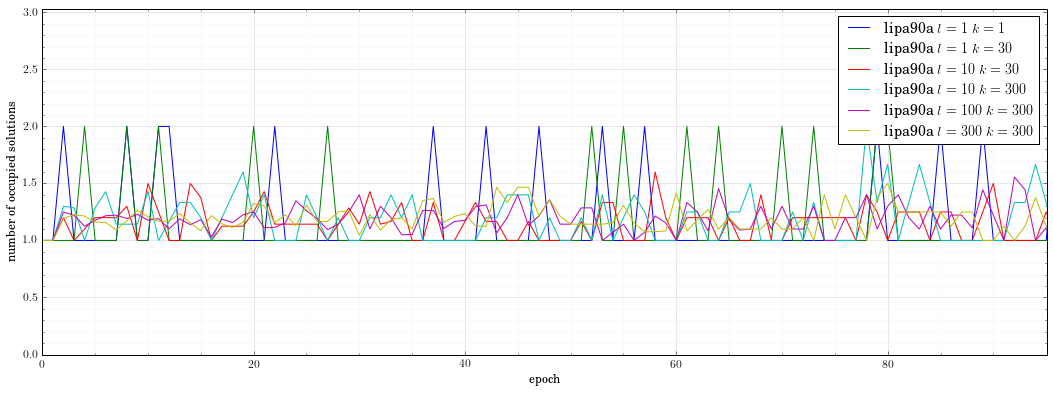 3.0
2.5
2.0
1.5
1.0
0.5
0.0
number of occupied solutions
lipa90a l = 1 k = 1
lipa90a l = 1 k = 30
lipa90a l = 10 k = 30
lipa90a l = 10 k = 300
lipa90a l = 100 k = 300
lipa90a l = 300 k = 300
0 20 40 60 80
epoch